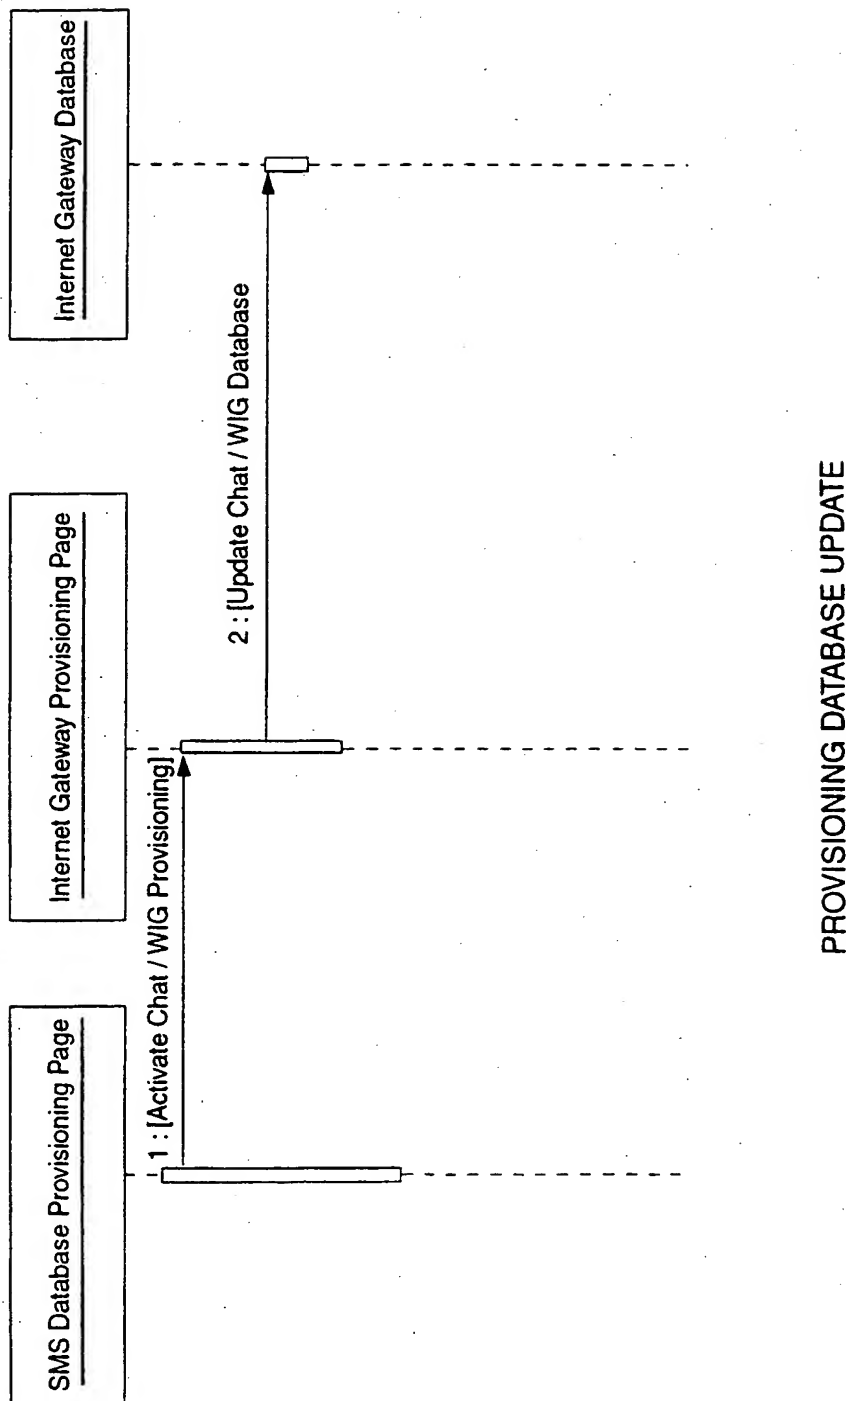 SMS Database Provisioning Page
Internet Gateway Provisioning Page
Internet Gateway Database
1 : [Activate Chat / WIG Provisioning]
2 : [Update Chat / WIG Database
PROVISIONING DATABASE UPDATE